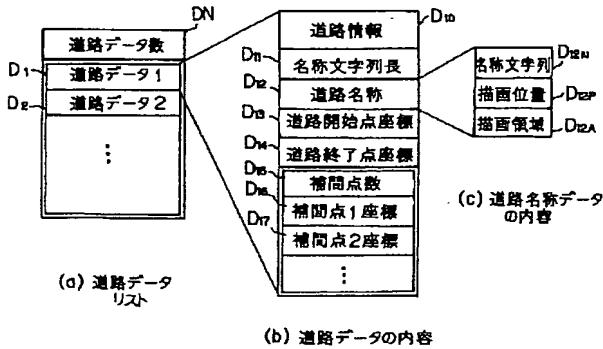 DN
道路データ数
D1
道路データ1
D2
道路データ2
⋮
(a) 道路データ
リスト
D10
道路情報
D11
名称文字列長
D12
道路名称
D13
道路開始点座標
D14
道路終了点座標
D15
補間点数
D16
補間点1座標
D17
補間点2座標
⋮
(b) 道路データの内容
名称文字列
D12N
描画位置
D12P
描画領域
D12A
(c) 道路名称データ
の内容